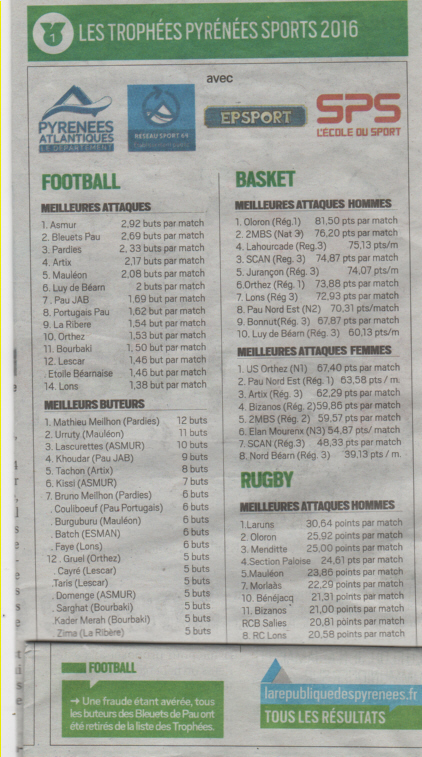 1 LES TROPHÉES PYRÉNÉES SPORTS 2016
avec
PYRENEES
ATLANTIQUES
LE DEPARTEMENT
RESEAU SPORT 64
EPSPORT
SPS
L'ÉCOLE DU SPORT
FOOTBALL
MEILLEURES ATTAQUES
1. Asmur 2,92 buts par match
2. Bleuets Pau 2,69 buts par match
3. Pardies 2, 33 buts par match
4. Artix 2,17 buts par match
5. Mauléon 2,08 buts par match
6. Luy de Béarn 2 buts par match
7. Pau JAB 1,69 but par match
8. Portugais Pau 1,62 but par match
9. La Ribere 1,54 but par match
10. Orthez 1,53 but par match
11. Bourbaki 1,50 but par match
12. Lescar 1,46 but par match
. Etoile Béarnaise 1,46 but par match
14. Lons 1,38 but par match
MEILLEURS BUTEURS
1. Mathieu Meilhon (Pardies) 12 buts
2. Urruty (Mauléon) 11 buts
3. Lascurettes (ASMUR) 10 buts
4. Khoudar (Pau JAB) 9 buts
5. Tachon (Artix) 8 buts
6. Kissi (ASMUR) 7 buts
7. Bruno Meilhon (Pardies) 6 buts
. Couliboeuf (Pau Portugais) 6 buts
. Burguburu (Mauléon) 6 buts
. Batch (ESMAN) 6 buts
. Faye (Lons) 6 buts
12 . Gruel (Orthez) 5 buts
. Cayré (Lescar) 5 buts
.Taris (Lescar) 5 buts
. Domenge (ASMUR) 5 buts
. Sarghat (Bourbaki) 5 buts
. Kader Merah (Bourbaki) 5 buts
Zima (La Ribère) 5 buts
BASKET
MEILLEURES ATTAQUES HOMMES
1. Oloron (Rég.1) 81,50 pts par match
2. 2MBS (Nat 3) 76,20 pts par match
4. Lahourcade (Reg.3) 75,13 pts/m
3. SCAN (Reg. 3) 74,87 pts par match
5. Jurançon (Rég.3) 74,07 pts/m
6.Orthez (Rég. 1) 73,88 pts par match
7. Lons (Rég 3) 72,93 pts par match
8. Pau Nord Est (N2) 70,31 pts/match
9. Bonnut(Rég. 3) 67,87 pts par match
10. Luy de Béarn (Rég. 3) 60,13 pts/m
MEILLEURES ATTAQUES FEMMES
1. US Orthez (N1) 67,40 pts par match
2. Pau Nord Est (Rég. 1) 63,58 pts / m.
3. Artix (Rég. 3) 62,29 pts par match
4. Bizanos (Rég. 2)59,86 pts par match
5. 2MBS (Rég. 2) 59,57 pts par match
6. Elan Mourenx (N3) 54,87 pts/ match
7. SCAN (Rég.3) 48,33 pts par match
8. Nord Béarn (Rég. 3) 39,13 pts / m.
RUGBY
MEILLEURES ATTAQUES HOMMES
1.Laruns 30,64 points par match
2. Oloron 25,92 points par match
3. Menditte 25,00 points par match
4.Section Paloise 24,61 pts par match
5.Mauléon 23,86 points par match
7. Morlaàs 22,29 points par match
10. Bénéjacq 21,31 points par match
11. Bizanos 21,00 points par match
RCB Salies 20,81 points par match
8. RC Lons 20,58 points par match
FOOTBALL
→ Une fraude étant avérée, tous
les buteurs des Bleuets de Pau ont
été retirés de la liste des Trophées.
larepubliquedespyrenees.fr
TOUS LES RÉSULTATS